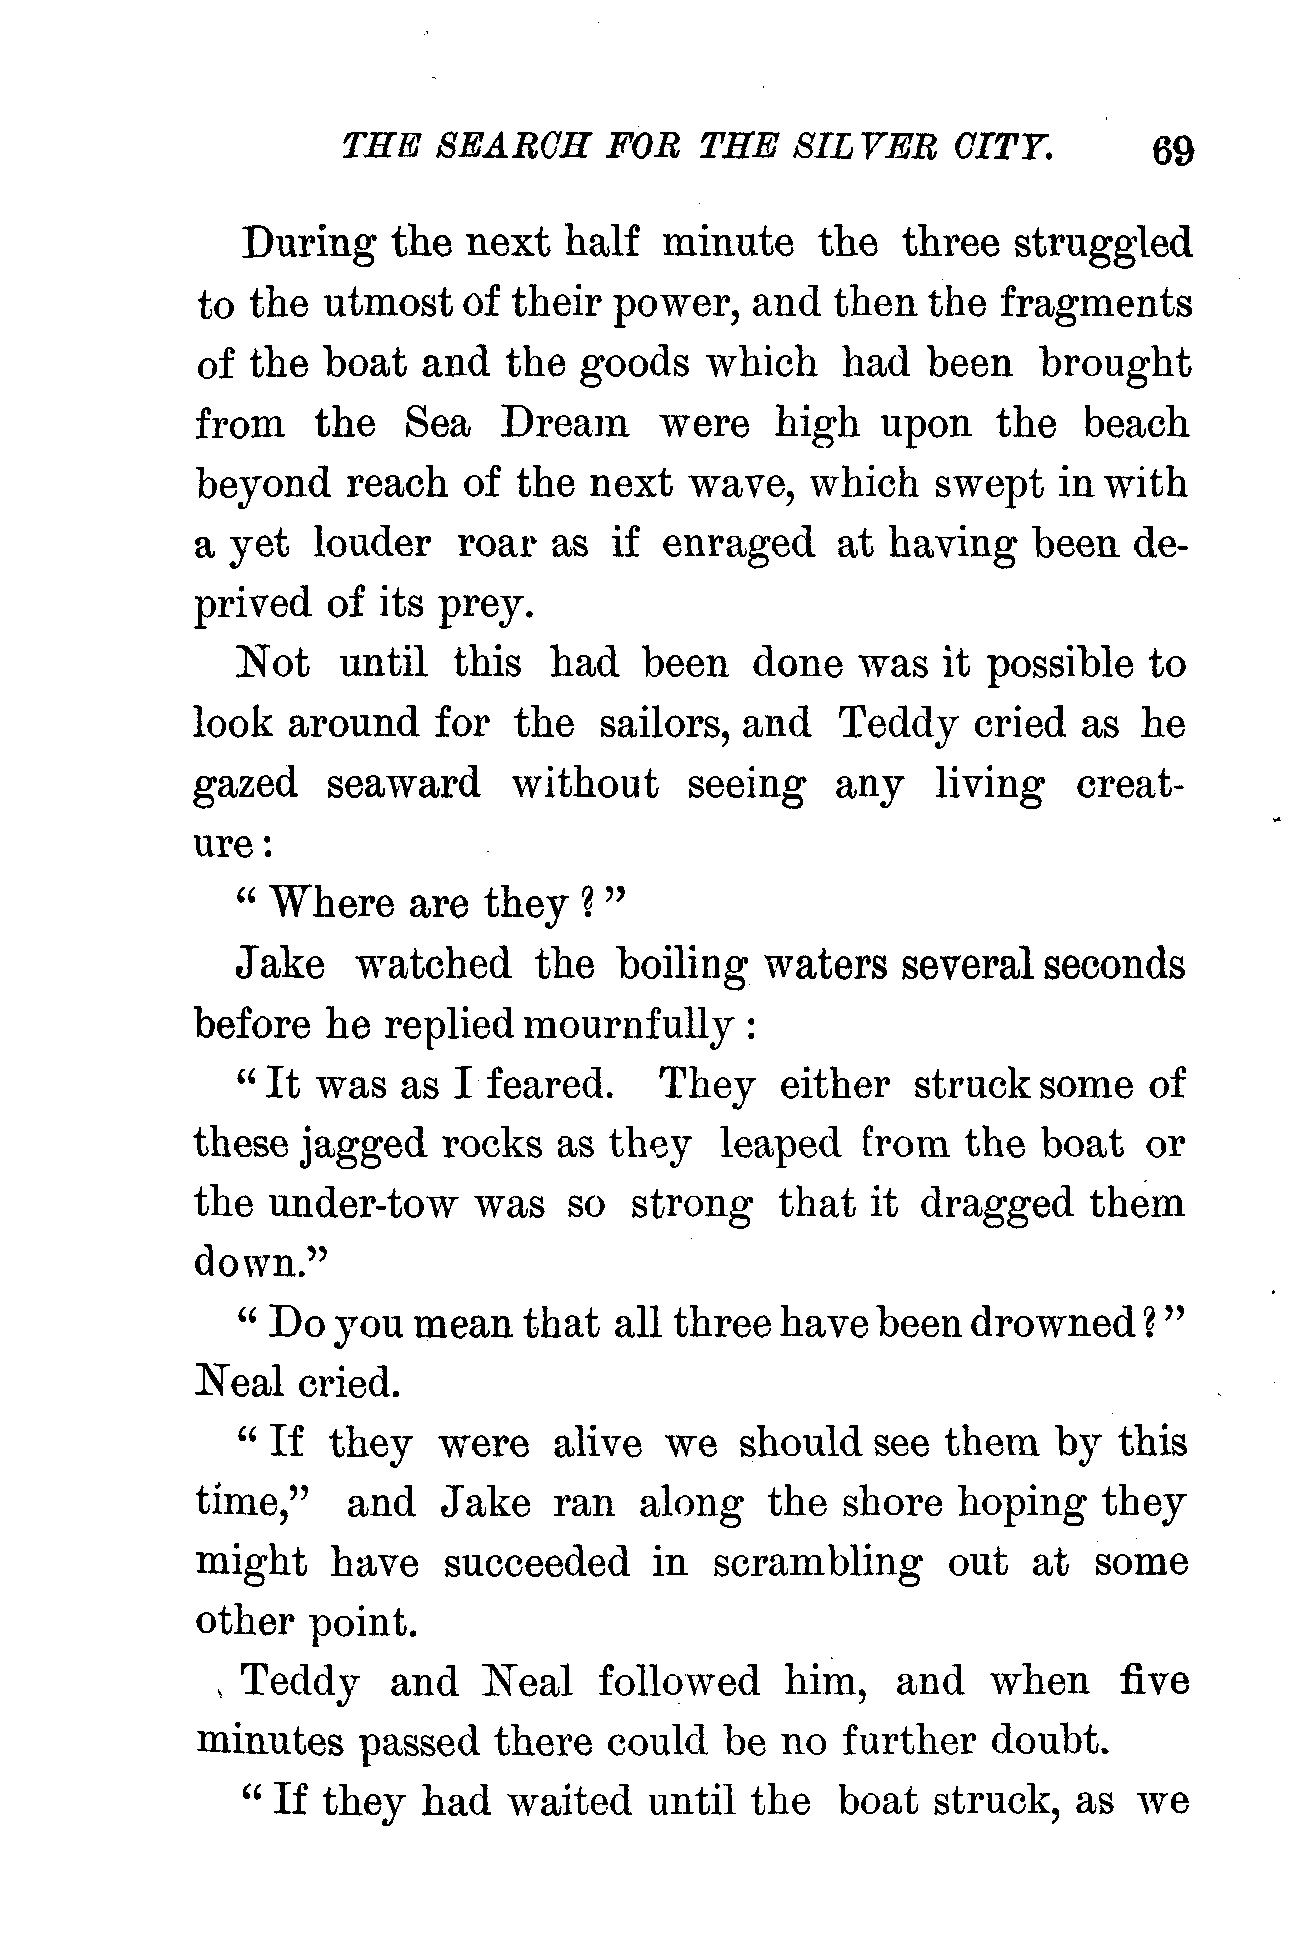 THE SEARCH FOR THE SILVER CITY. 69
During the next half minute the three struggled
to the utmost of their power, and then the fragments
of the boat and the goods which had been brought
from the Sea Dream were high upon the beach
beyond reach of the next wave, which swept in with
a yet louder roar as if enraged at having been de-
prived of its prey.
Not until this had been done was it possible to
look around for the sailors, and Teddy cried as he
gazed seaward without seeing any living creat-
ure:
"Where are they?"
Jake watched the boiling waters several seconds
before he replied mournfully:
"It was as I feared. They either struck some of
these jagged rocks as they leaped from the boat or
the under-tow was so strong that it dragged them
down."
"Do you mean that all three have been drowned?"
Neal cried.
"If they were alive we should see them by this
time," and Jake ran along the shore hoping they
might have succeeded in scrambling out at some
other point.
Teddy and Neal followed him, and when five
minutes passed there could be no further doubt.
"If they had waited until the boat struck, as we